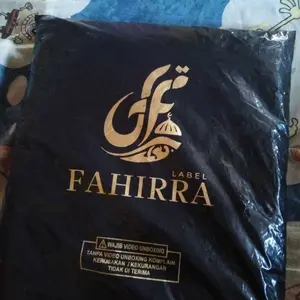 LABEL
FAHIRRA
⚠ WAJIB VIDEO UNBOXING
TANPA VIDEO UNBOXING KOMPLAIN
KERUSAKAN / KEKURANGAN
TIDAK DI TERIMA